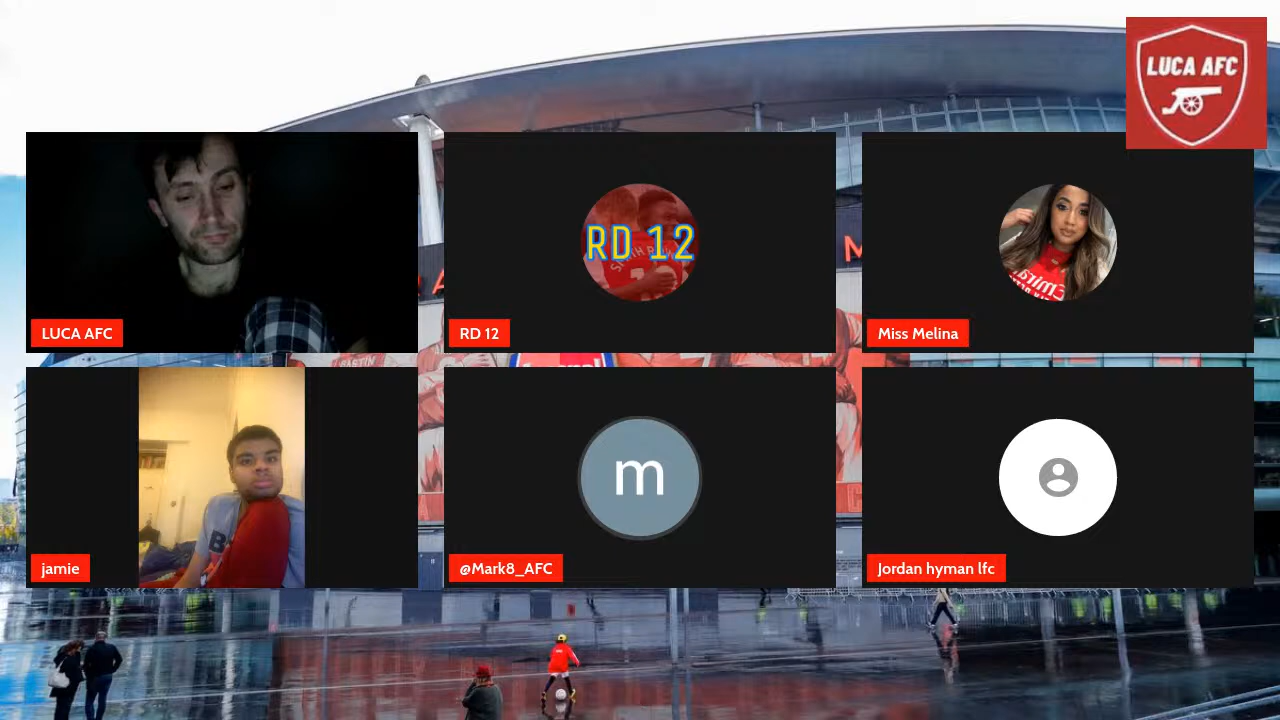 LUCA AFC
LUCA AFC
RD 12
RD 12
Miss Melina
jamie
m
@Mark8_AFC
Jordan hyman lfc